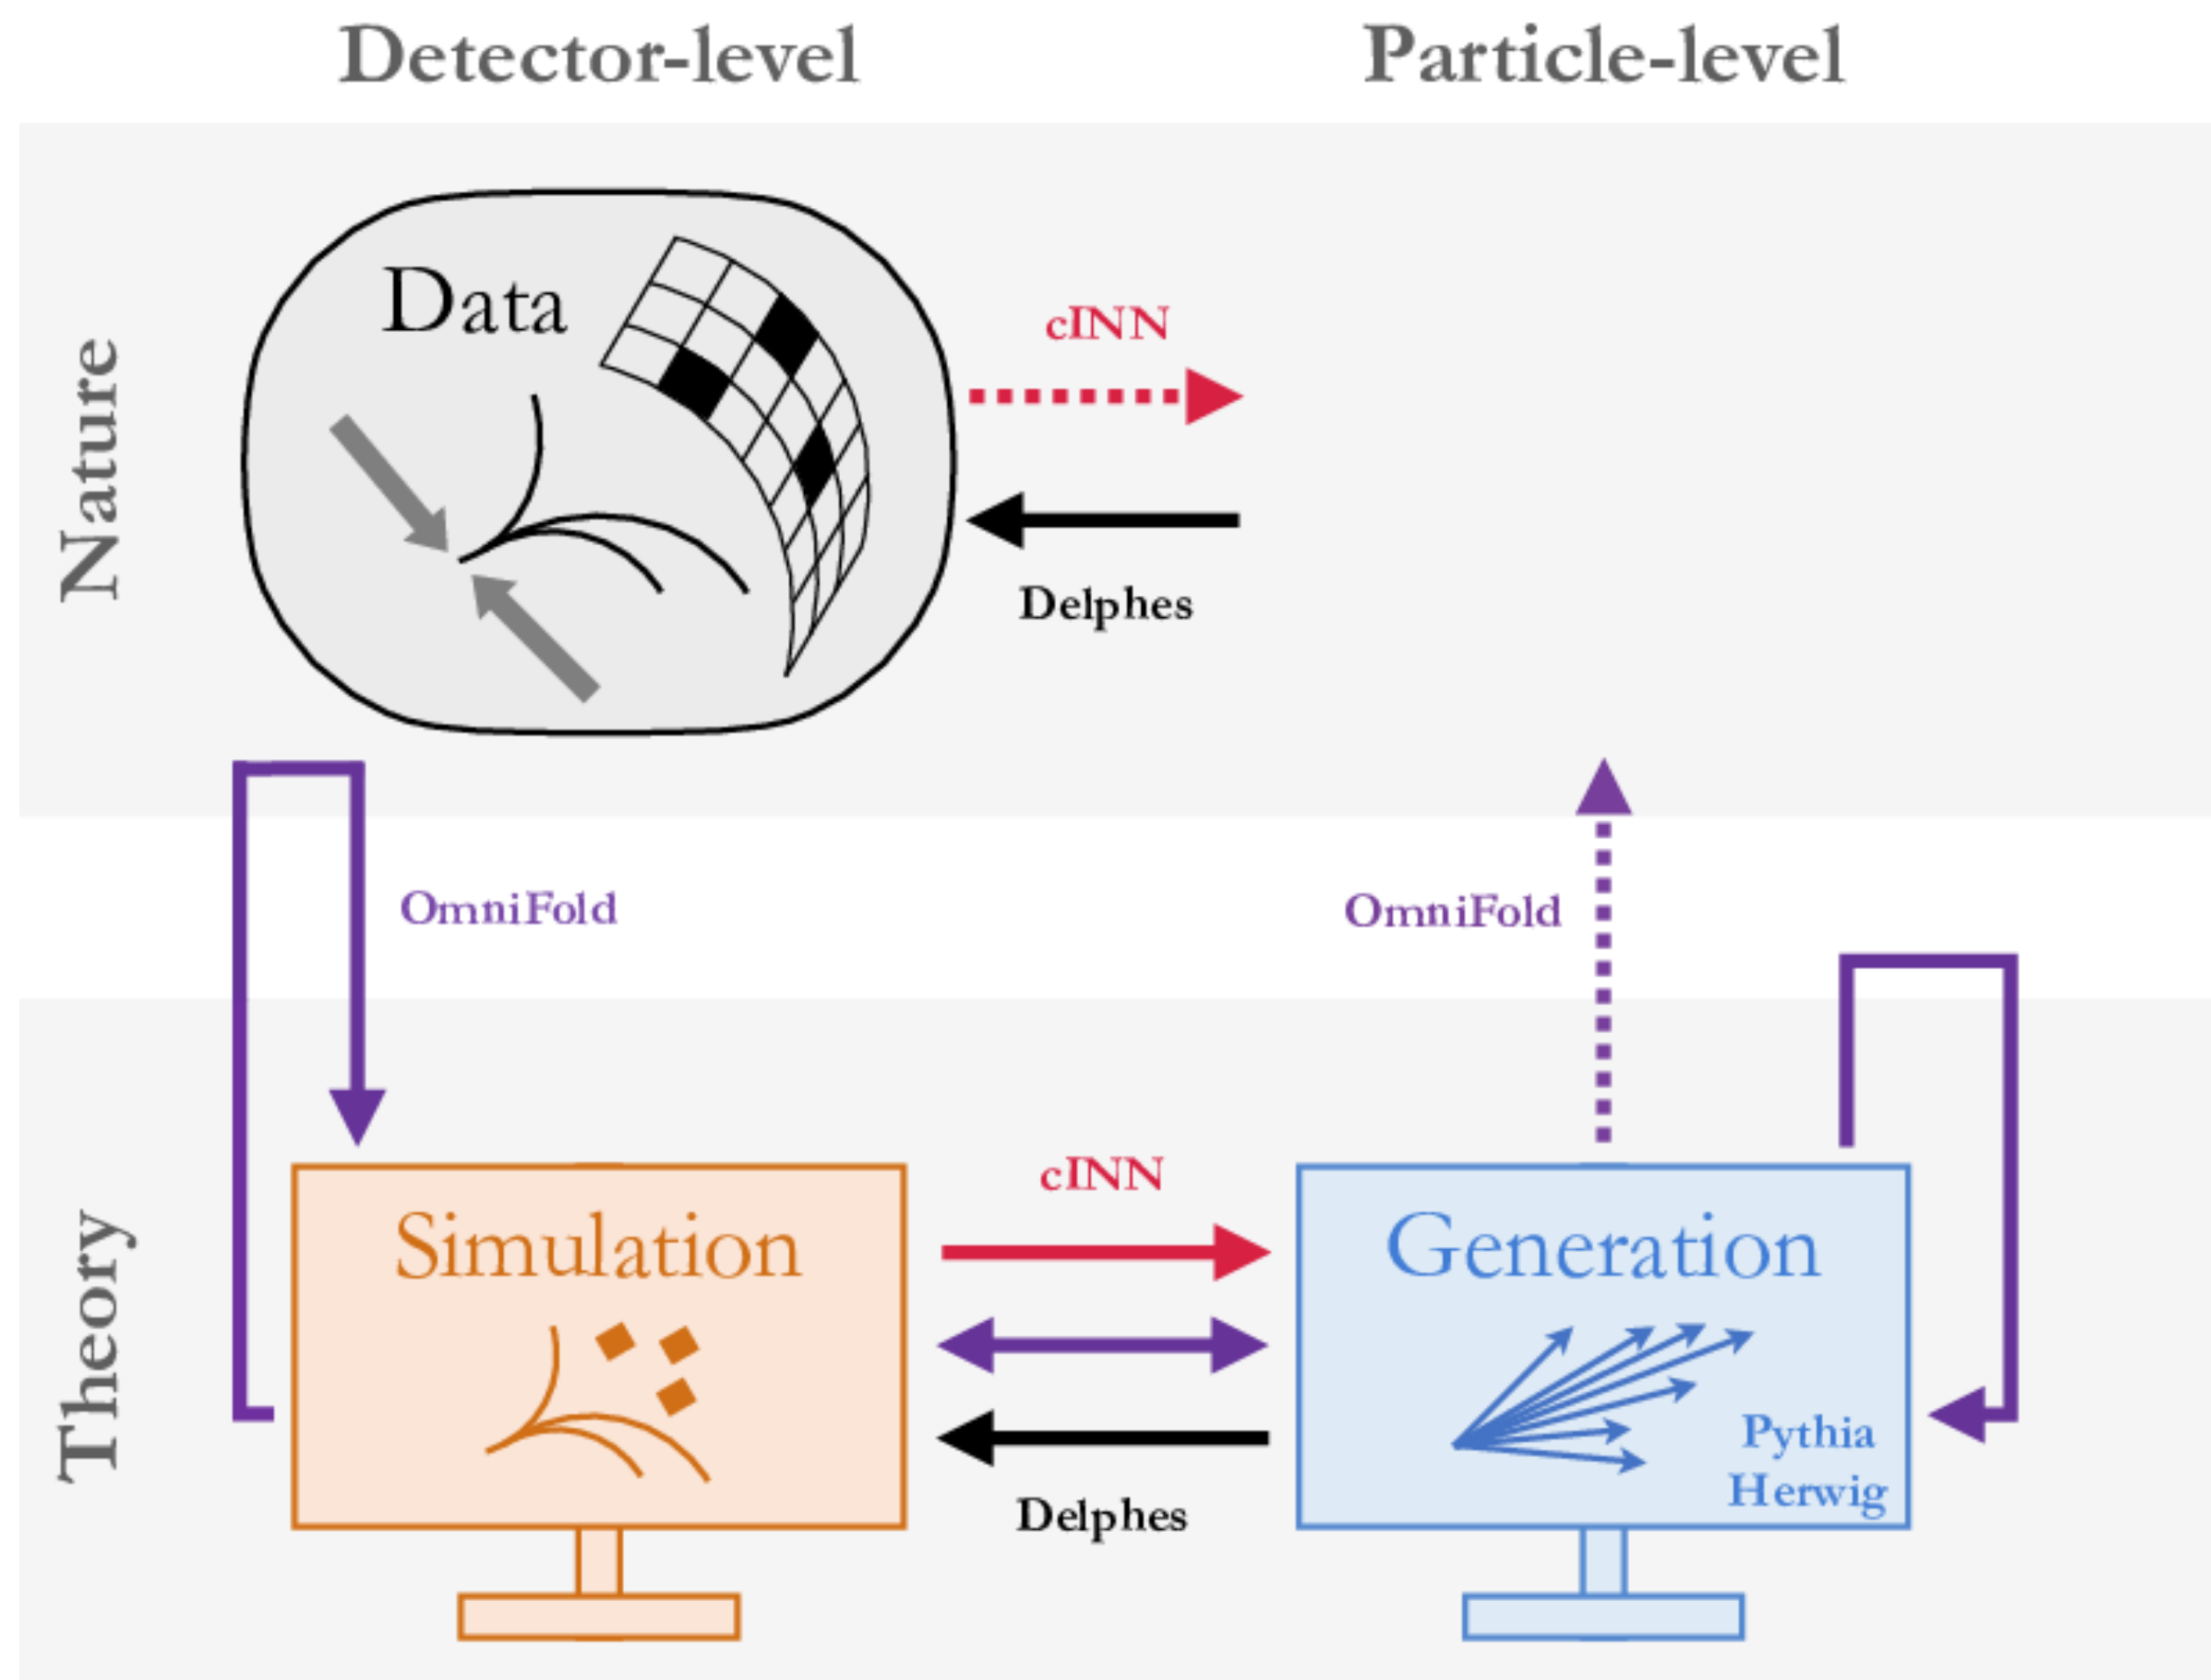 Detector-level
Particle-level
Nature
Data
cINN
Delphes
OmniFold
OmniFold
Theory
Simulation
cINN
Delphes
Generation
Pythia
Herwig